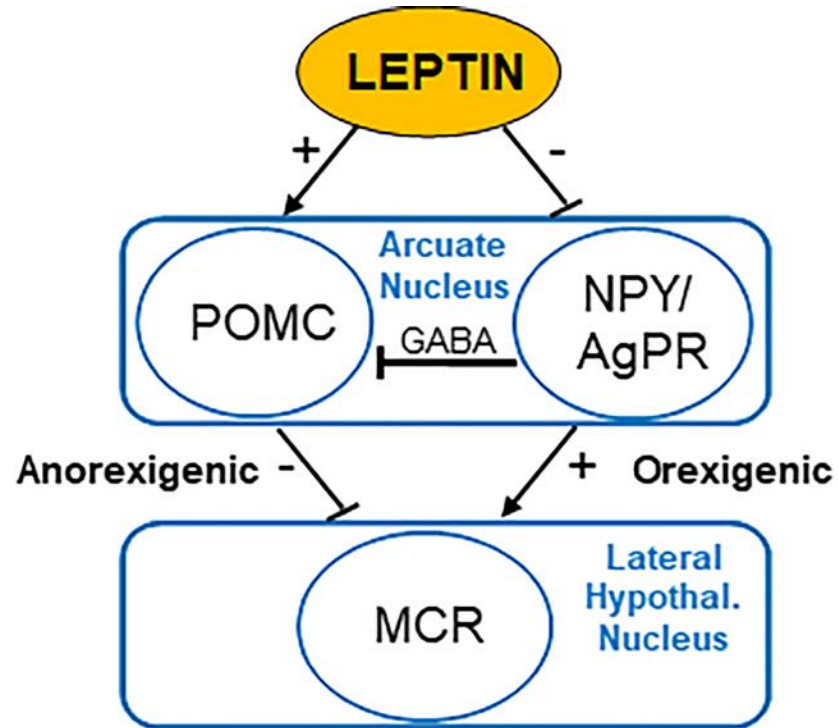 LEPTIN
+
-
Arcuate
Nucleus
POMC
NPY/
AgPR
GABA
Anorexigenic -
+ Orexigenic
MCR
Lateral
Hypothal.
Nucleus